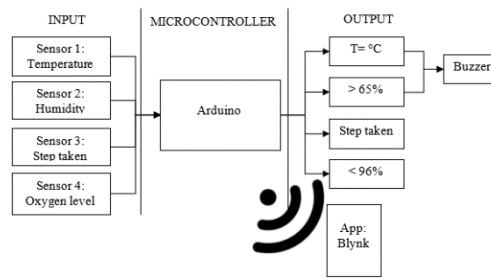 INPUT
MICROCONTROLLER
OUTPUT
Sensor 1:
Temperature
Sensor 2:
Humidity
Sensor 3:
Step taken
Sensor 4:
Oxygen level
Arduino
T= °C
> 65%
Step taken
< 96%
Buzzer
App:
Blynk